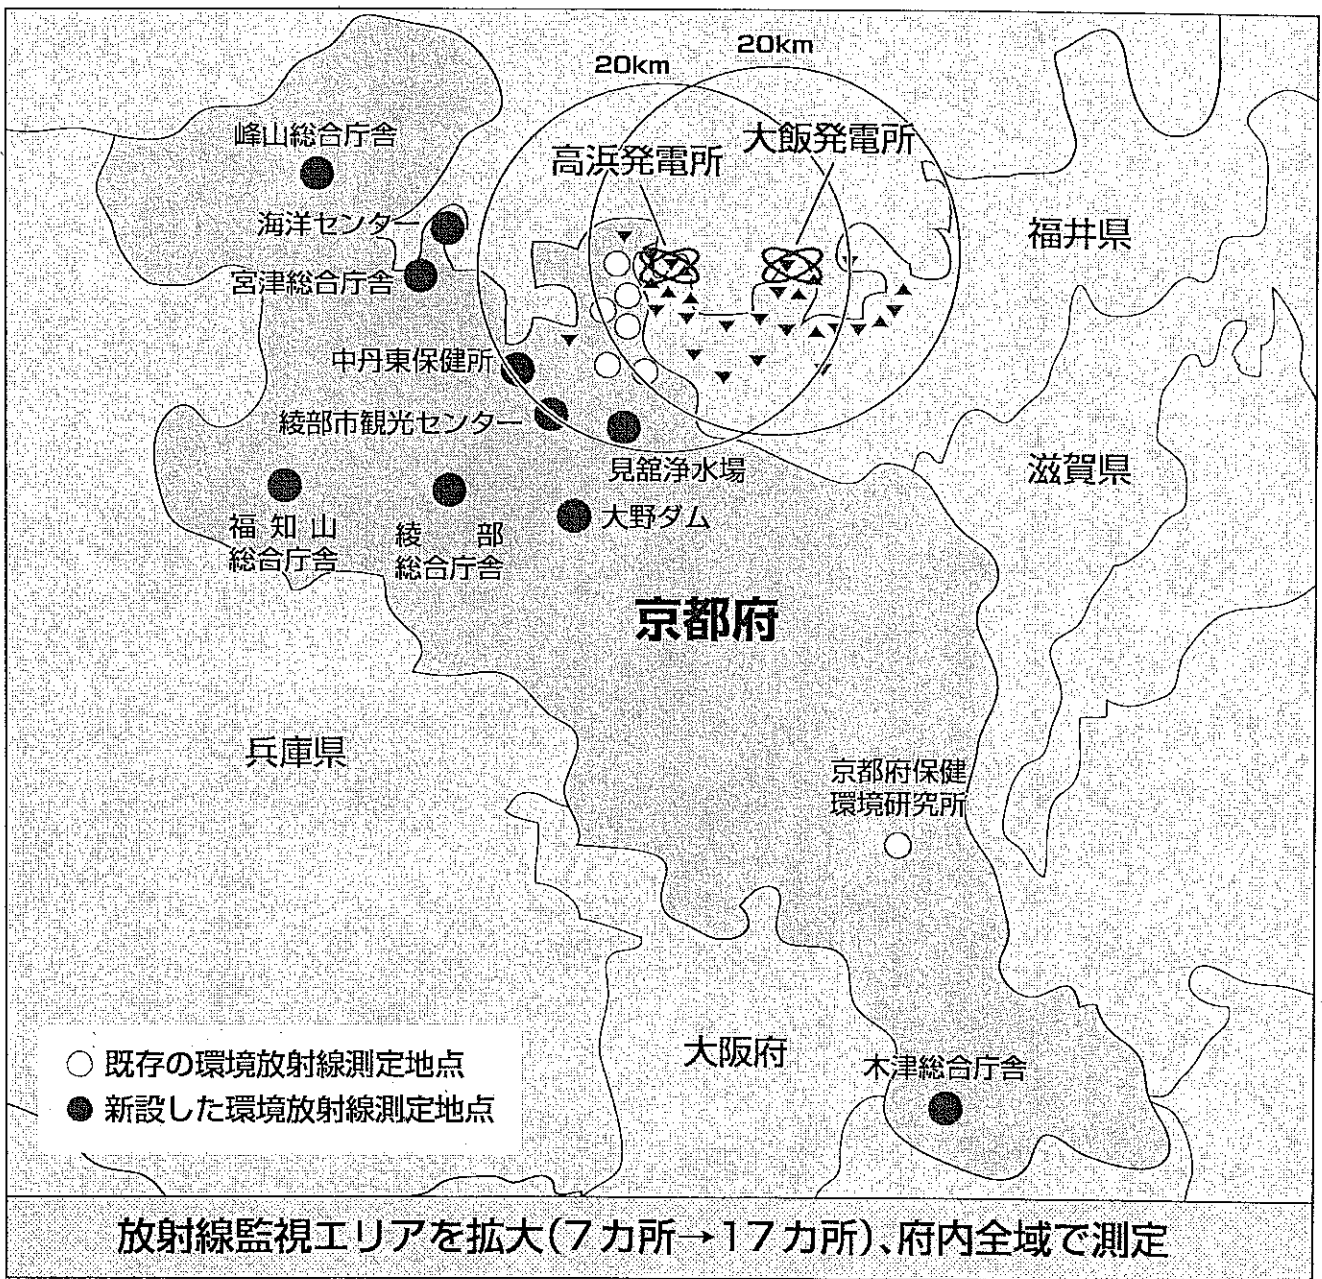 20km
20km
大飯発電所
高浜発電所
峰山総合庁舎
海洋センター
宮津総合庁舎
福井県
中丹東保健所
綾部市観光センター
見舘浄水場
滋賀県
福知山
総合庁舎
綾部
総合庁舎
大野ダム
京都府
兵庫県
京都府保健
環境研究所
大阪府
木津総合庁舎
○ 既存の環境放射線測定地点
● 新設した環境放射線測定地点
放射線監視エリアを拡大(7カ所→17カ所)、府内全域で測定